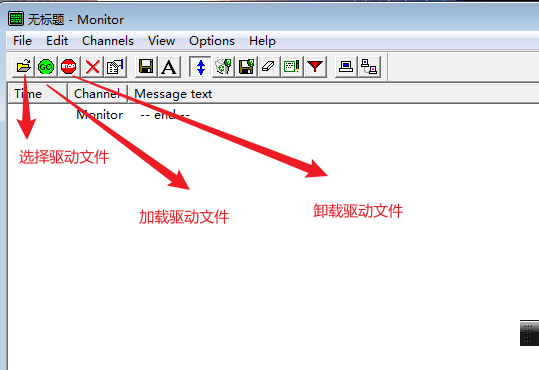 无标题 - Monitor
File Edit Channels View Options Help
GO! STOP A
Time Channel Message text
Monitor -- end --
选择驱动文件
加载驱动文件
卸载驱动文件